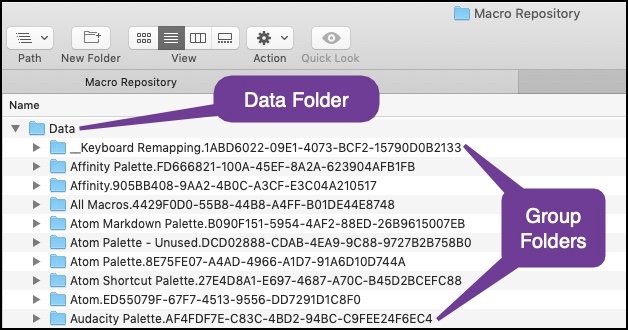 Macro Repository
Path
New Folder
View
Action
Quick Look
Macro Repository
Name
Data Folder
Data
__Keyboard Remapping.1ABD6022-09E1-4073-BCF2-15790D0B2133
Affinity Palette.FD666821-100A-45EF-8A2A-623904AFB1FB
Affinity.905BB408-9AA2-4B0C-A3CF-E3C04A210517
All Macros.4429F0D0-55B8-44B8-A4FF-B01DE44E8748
Atom Markdown Palette.B090F151-5954-4AF2-88ED-26B9615007EB
Atom Palette - Unused.DCD02888-CDAB-4EA9-9C88-9727B2B758B0
Atom Palette.8E75FE07-A4AD-4966-A1D7-91A6D10D744A
Atom Shortcut Palette.27E4D8A1-E697-4687-A70C-B45D2BCEFC88
Atom.ED55079F-67F7-4513-9556-DD7291D1C8F0
Audacity Palette.AF4FDF7E-C83C-4BD2-94BC-C9FEE24F6EC4
Group
Folders